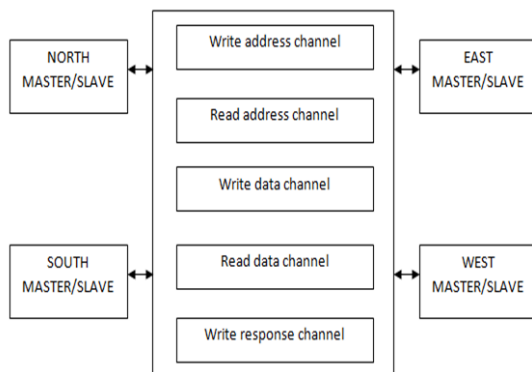 Write address channel
NORTH
MASTER/SLAVE
EAST
MASTER/SLAVE
Read address channel
Write data channel
SOUTH
MASTER/SLAVE
Read data channel
WEST
MASTER/SLAVE
Write response channel